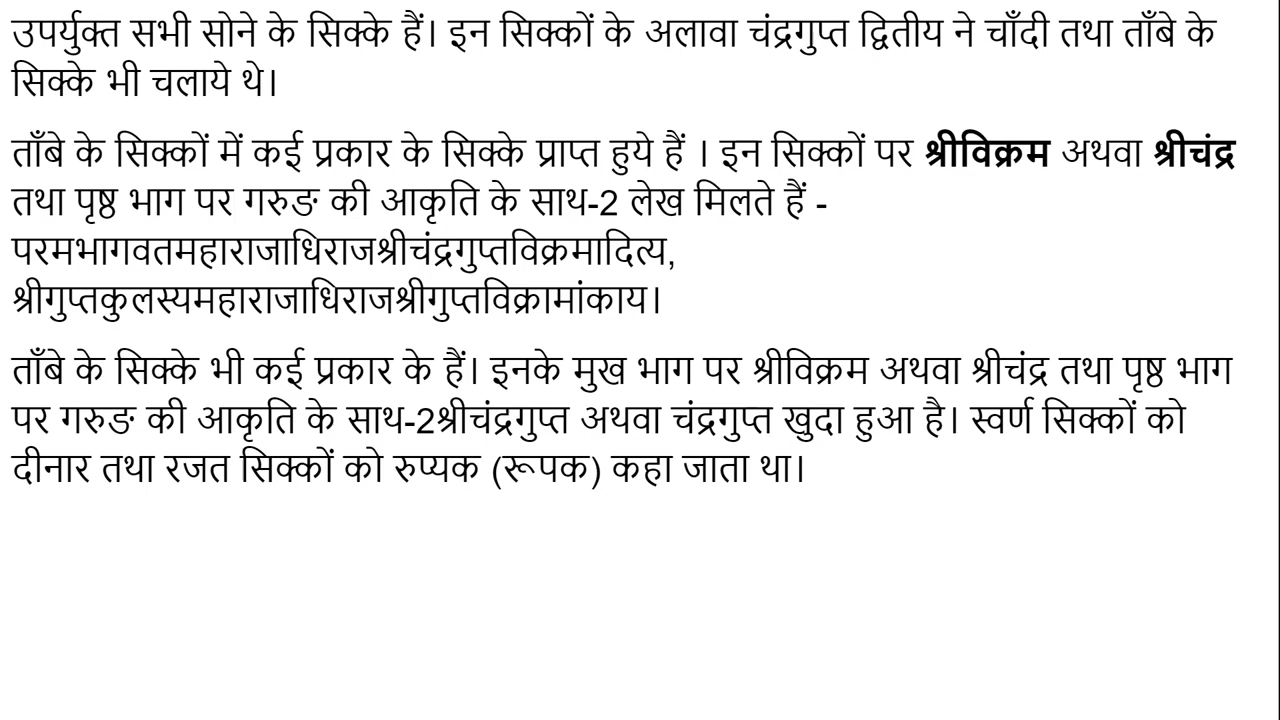 उपर्युक्त सभी सोने के सिक्के हैं। इन सिक्कों के अलावा चंद्रगुप्त द्वितीय ने चाँदी तथा ताँबे के
सिक्के भी चलाये थे।
ताँबे के सिक्कों में कई प्रकार के सिक्के प्राप्त हुये हैं । इन सिक्कों पर श्रीविक्रम अथवा श्रीचंद्र
तथा पृष्ठ भाग पर गरुङ की आकृति के साथ-2 लेख मिलते हैं -
परमभागवतमहाराजाधिराजश्रीचंद्रगुप्तविक्रमादित्य,
श्रीगुप्तकुलस्यमहाराजाधिराजश्रीगुप्तविक्रामांकाय।
ताँबे के सिक्के भी कई प्रकार के हैं। इनके मुख भाग पर श्रीविक्रम अथवा श्रीचंद्र तथा पृष्ठ भाग
पर गरुङ की आकृति के साथ-2श्रीचंद्रगुप्त अथवा चंद्रगुप्त खुदा हुआ है। स्वर्ण सिक्कों को
दीनार तथा रजत सिक्कों को रुप्यक (रूपक) कहा जाता था।